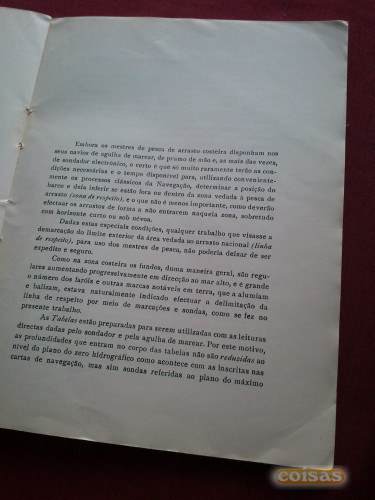 Embora os mestres de pesca de arrasto costeira disponham nos
seus navios de agulha de marear, de prumo de mão e, as mais das vezes,
de sondador electrónico, o certo é que só muito raramente terão as con-
dições necessárias e o tempo disponível para, utilizando conveniente-
mente os processos clássicos da Navegação, determinar a posição do
barco e dela inferir se estão fora ou dentro da zona vedada à pesca de
arrasto (zona de respeito), e o que não é menos importante, como deverão
efectuar os arrastos de forma a não entrarem naquela zona, sobretudo
com horizonte curto ou sob névoa.
Dadas estas especiais condições, qualquer trabalho que visasse a
demarcação do limite exterior da área vedada ao arrasto nacional (linha
de respeito), para uso dos mestres de pesca, não poderia deixar de ser
expedito e seguro.
Como na zona costeira os fundos, duma maneira geral, são regu-
lares aumentando progressivamente em direcção ao mar alto, e é grande
o número dos faróis e outras marcas notáveis em terra, que a alumiam
e balizam, estava naturalmente indicado efectuar a delimitação da
linha de respeito por meio de marcações e sondas, como se fez no
presente trabalho.
As Tabelas estão preparadas para serem utilizadas com as leituras
directas dadas pelo sondador e pela agulha de marear. Por este motivo,
as profundidades que entram no corpo das tabelas não são reduzidas ao
nível do plano do zero hidrográfico como acontece com as inscritas nas
cartas de navegação, mas sim sondas referidas ao plano do máximo
coisas